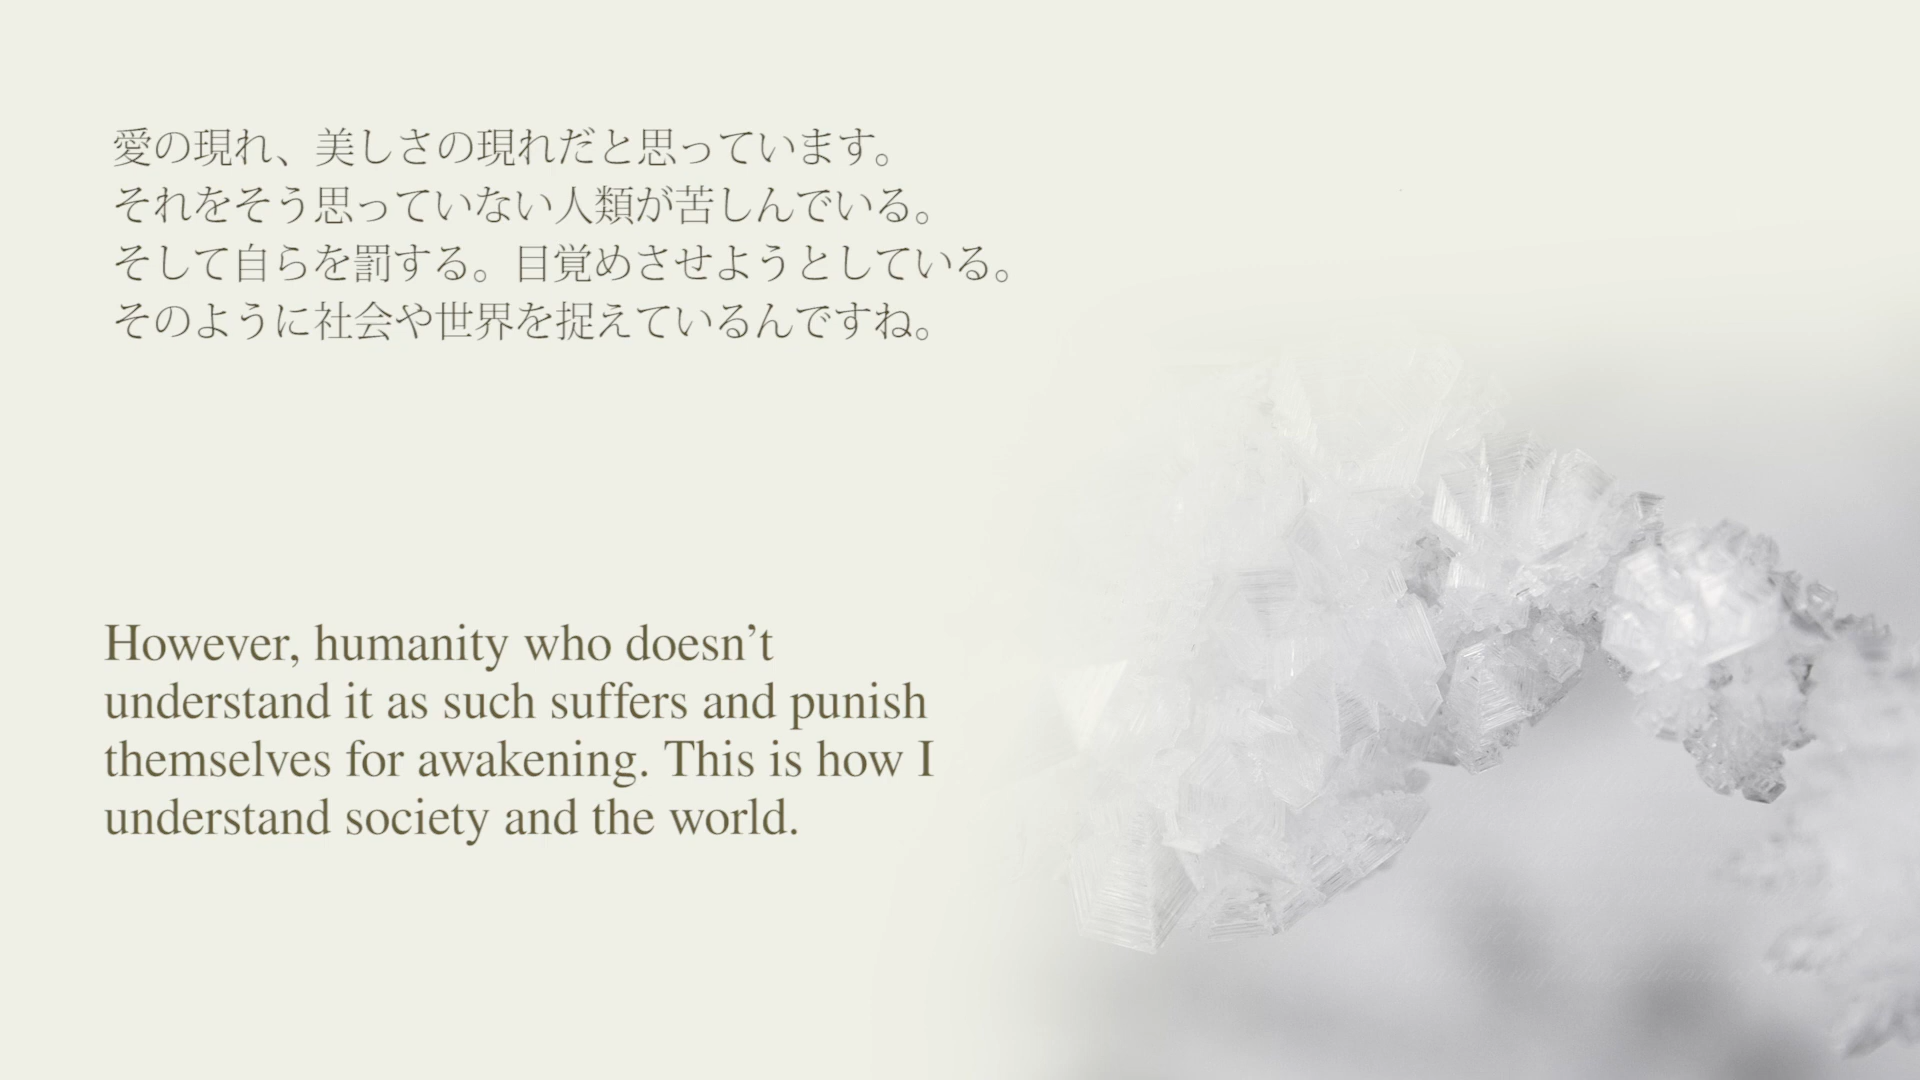 愛の現れ、美しさの現れだと思っています。
それをそう思っていない人類が苦しんでいる。
そして自らを罰する。目覚めさせようとしている。
そのように社会や世界を捉えているんですね。
However, humanity who doesn’t
understand it as such suffers and punish
themselves for awakening. This is how I
understand society and the world.